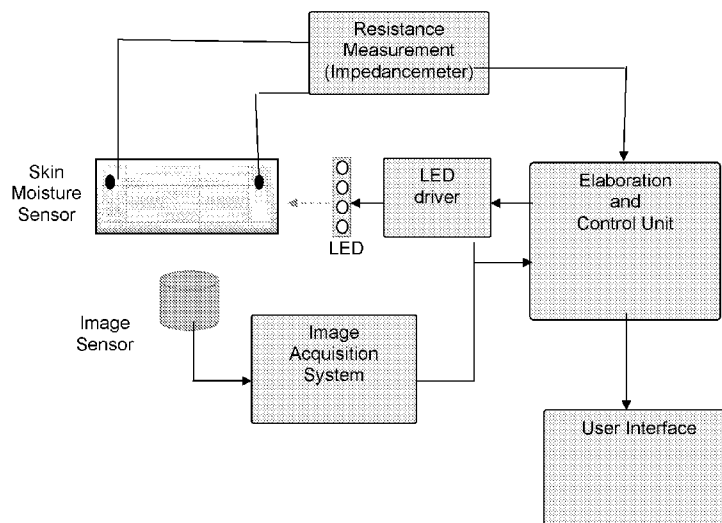 Resistance
Measurement
(Impedancemeter)
Skin
Moisture
Sensor
LED
LED
driver
Elaboration
and
Control Unit
Image
Sensor
Image
Acquisition
System
User Interface